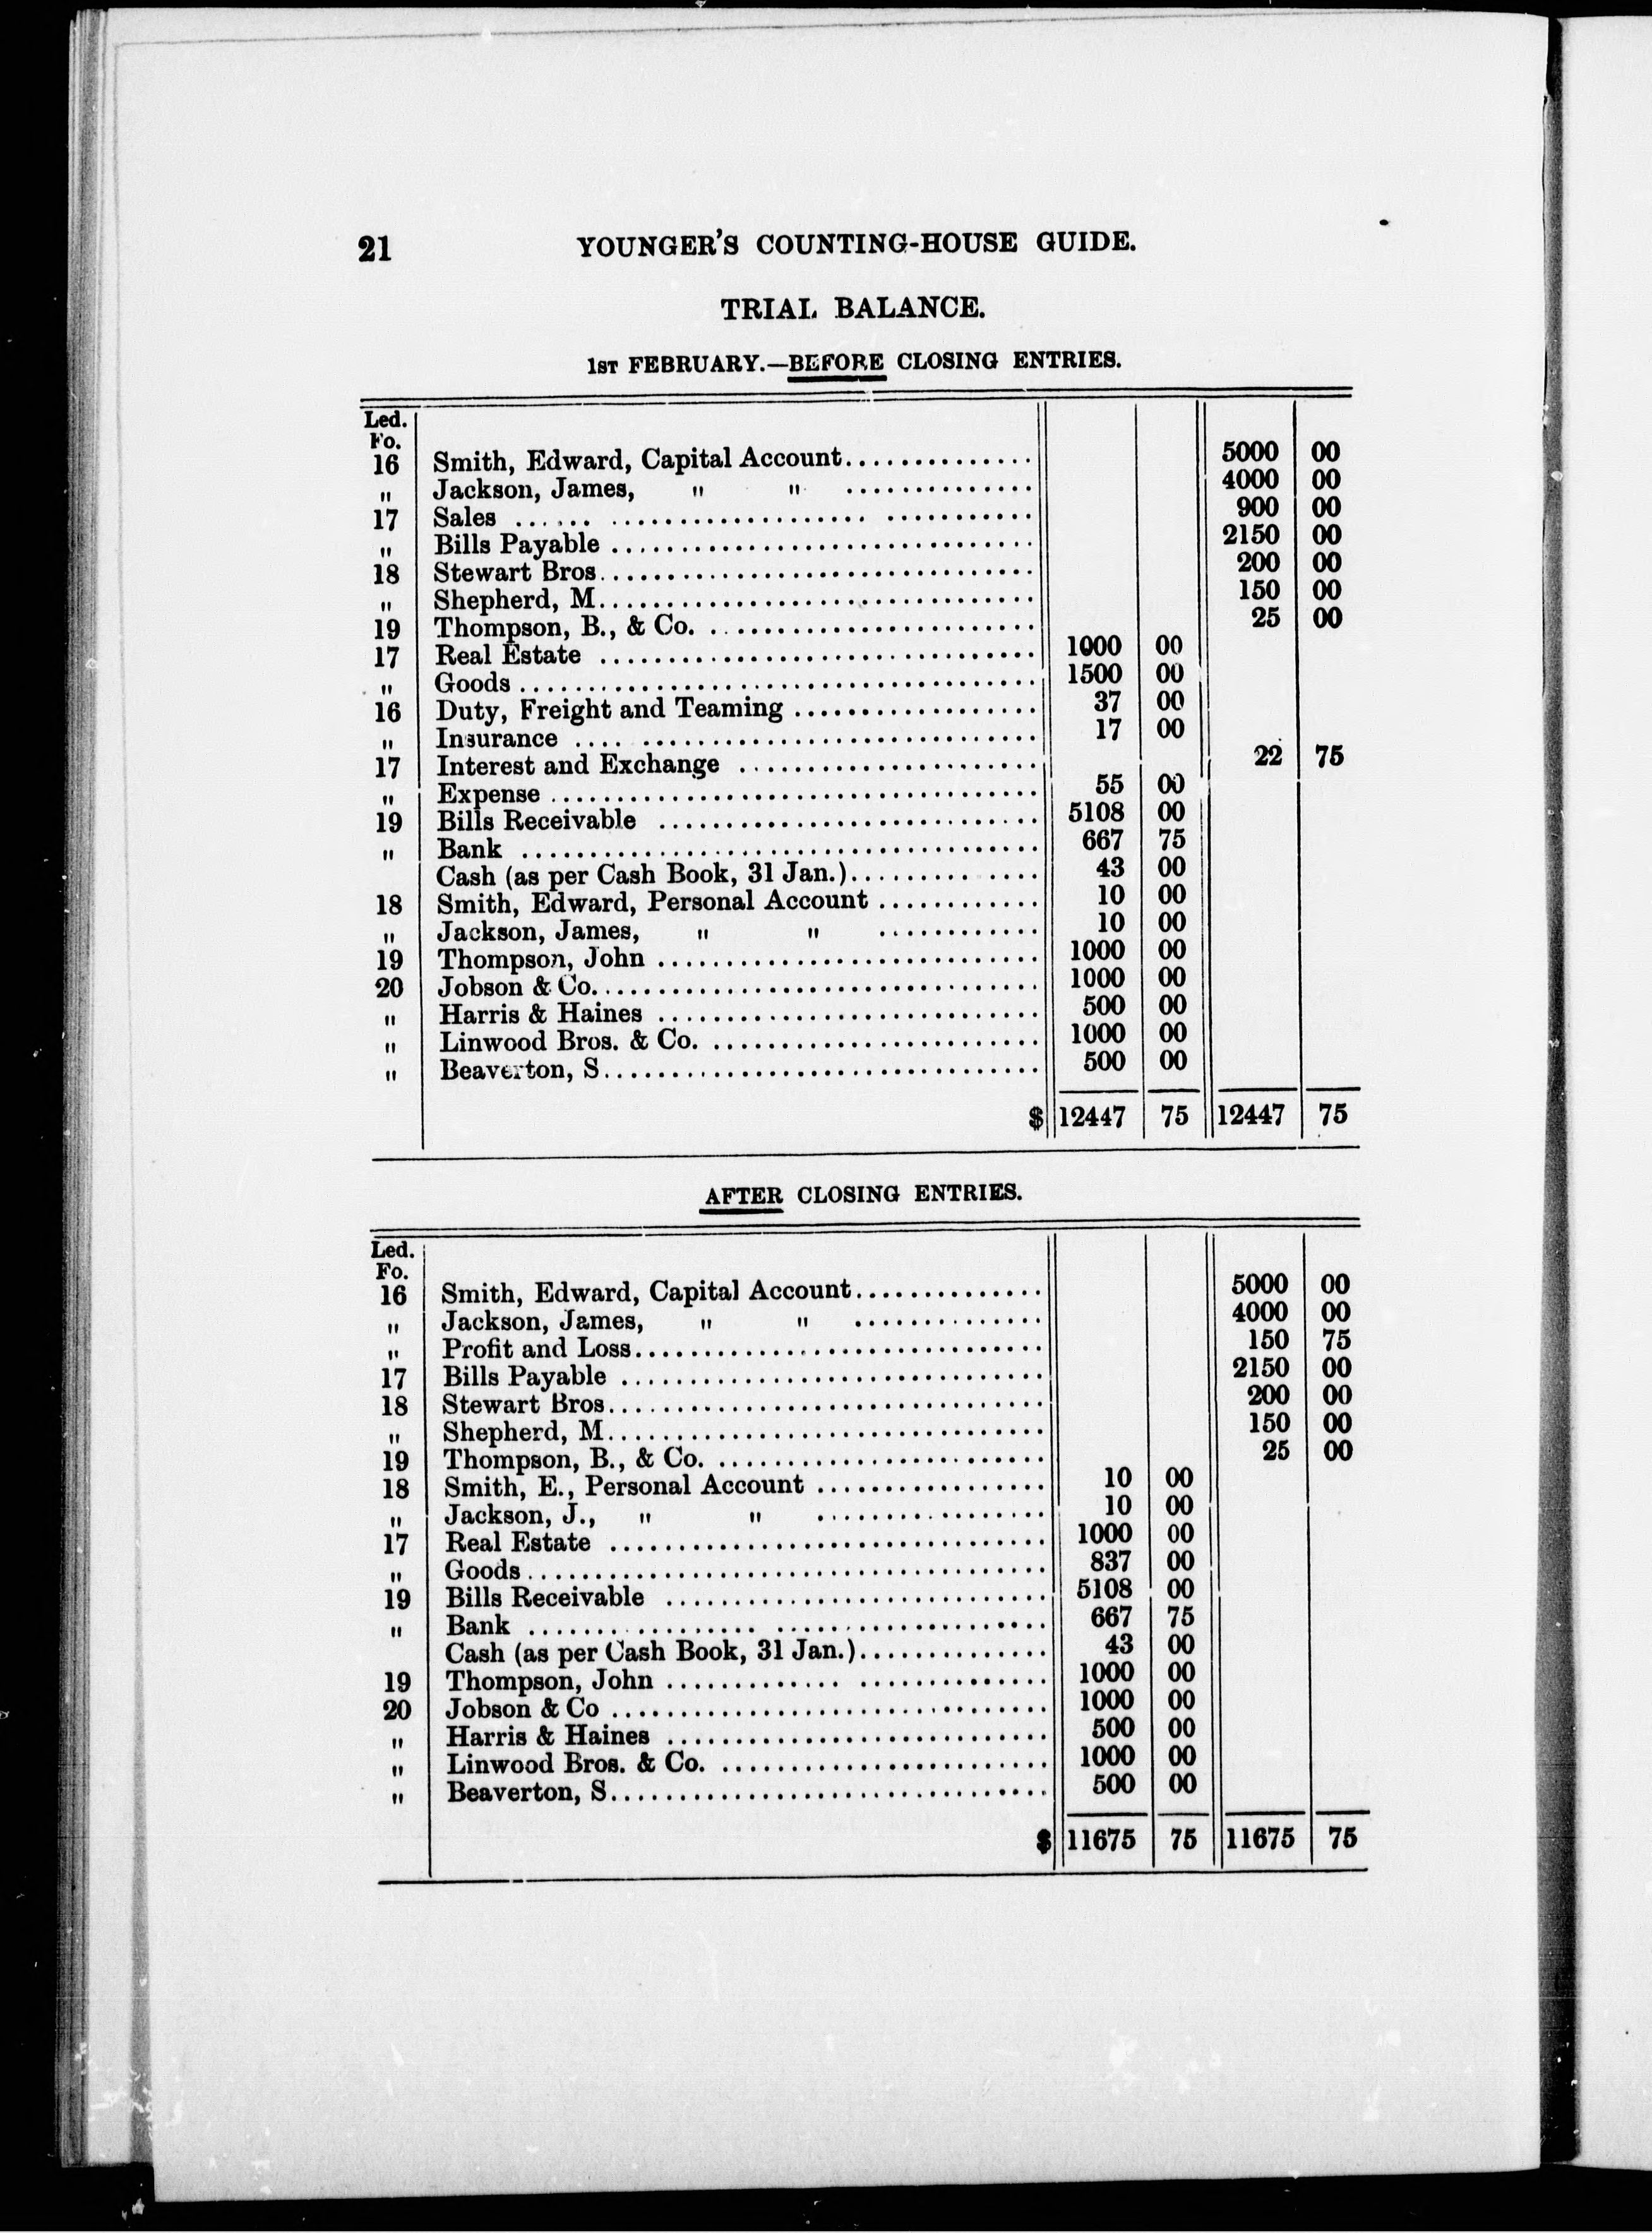 21 YOUNGER'S COUNTING-HOUSE GUIDE.
TRIAL BALANCE.
1ST FEBRUARY.—BEFORE CLOSING ENTRIES.
Led.
Fo.
16 Smith, Edward, Capital Account.............. 5000 00
" Jackson, James, " " .............. 4000 00
17 Sales ...... ................... ........... 900 00
" Bills Payable ............................... 2150 00
18 Stewart Bros................................ 200 00
" Shepherd, M................................ 150 00
19 Thompson, B., & Co. ........................ 25 00
17 Real Estate ................................ 1000 00
" Goods...................................... 1500 00
16 Duty, Freight and Teaming .................. 37 00
" Insurance .... ............................. 17 00
17 Interest and Exchange ...................... 22 75
" Expense.................................... 55 00
19 Bills Receivable ............................ 5108 00
" Bank ...................................... 667 75
Cash (as per Cash Book, 31 Jan.)......... .... 43 00
18 Smith, Edward, Personal Account ............ 10 00
" Jackson, James, " " ............ 10 00
19 Thompson, John ............................ 1000 00
20 Jobson & Co................................ 1000 00
" Harris & Haines ............................ 500 00
" Linwood Bros. & Co. ........................ 1000 00
" Beaverton, S................................ 500 00
$ 12447 75 12447 75
AFTER CLOSING ENTRIES.
Led.
Fo.
16 Smith, Edward, Capital Account.............. 5000 00
" Jackson, James, " " .............. 4000 00
" Profit and Loss.............................. 150 75
17 Bills Payable ............................... 2150 00
18 Stewart Bros................................ 200 00
" Shepherd, M................................ 150 00
19 Thompson, B., & Co. ........................ 25 00
18 Smith, E., Personal Account ................. 10 00
" Jackson, J., " " ................. 10 00
17 Real Estate ................................ 1000 00
" Goods...................................... 837 00
19 Bills Receivable ............................ 5108 00
" Bank ................. .................... 667 75
Cash (as per Cash Book, 31 Jan.).............. 43 00
19 Thompson, John ............. .............. 1000 00
20 Jobson & Co ................................ 1000 00
" Harris & Haines ............................ 500 00
" Linwood Bros. & Co. ........................ 1000 00
" Beaverton, S................................ 500 00
$ 11675 75 11675 75